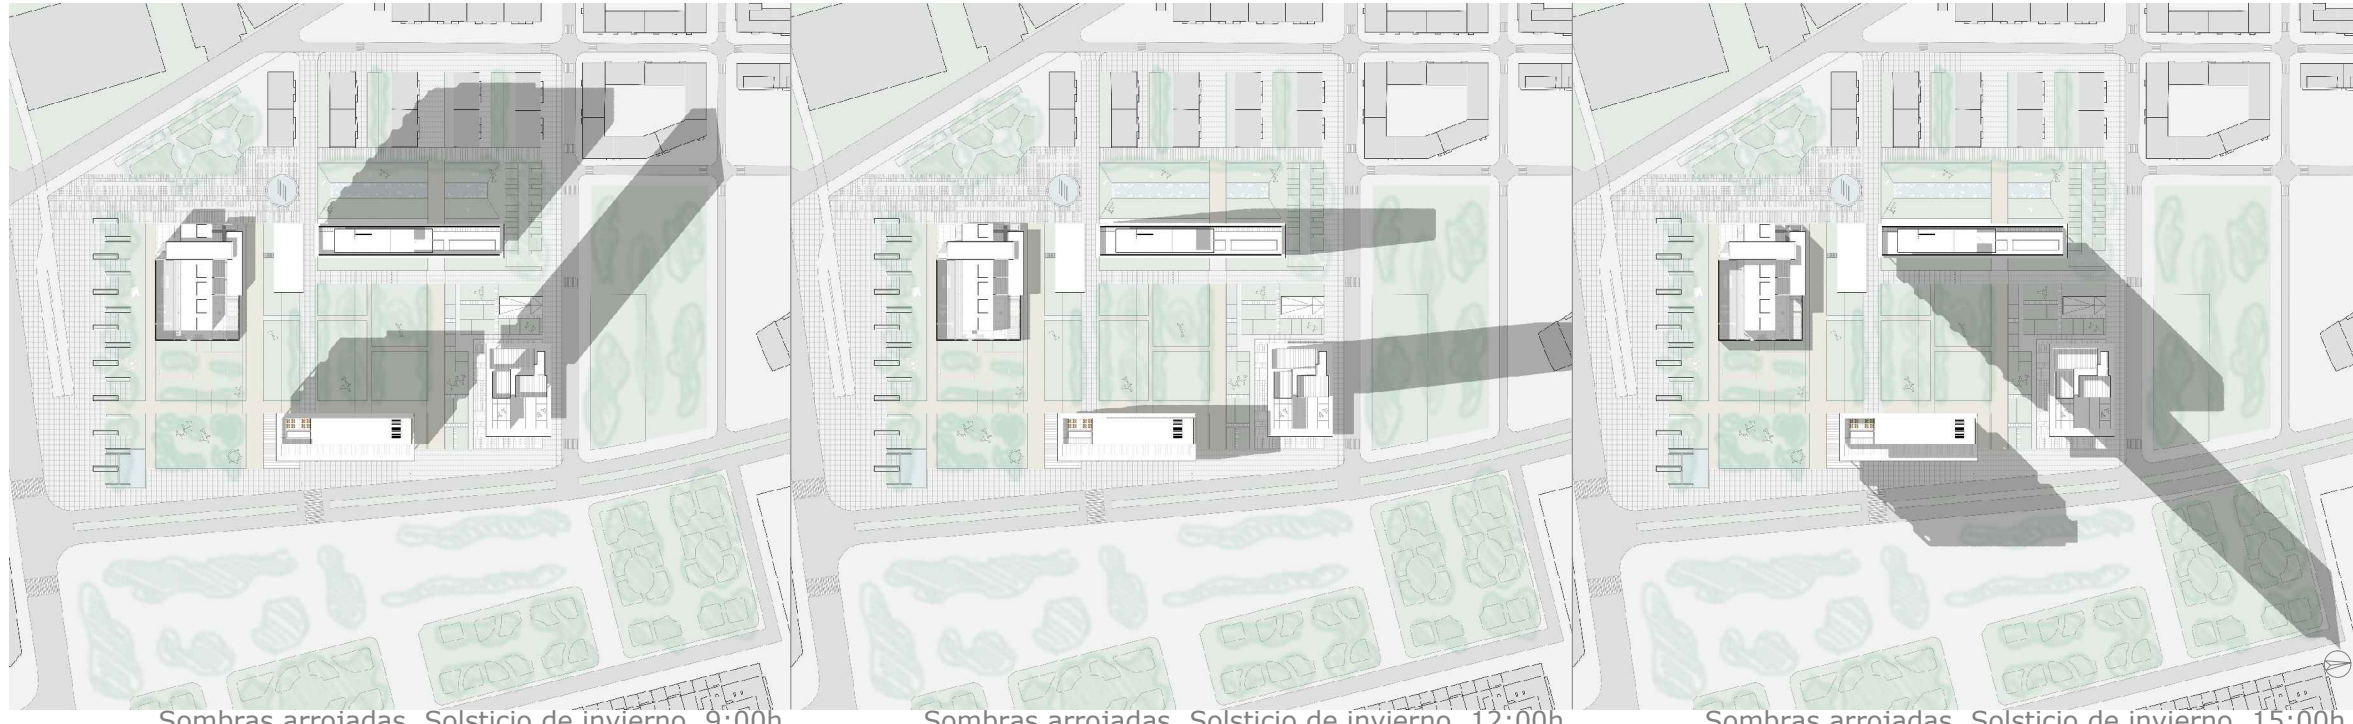 Sombras arrojadas. Solsticio de invierno. 9:00h
Sombras arrojadas. Solsticio de invierno. 12:00h
Sombras arrojadas. Solsticio de invierno. 15:00h